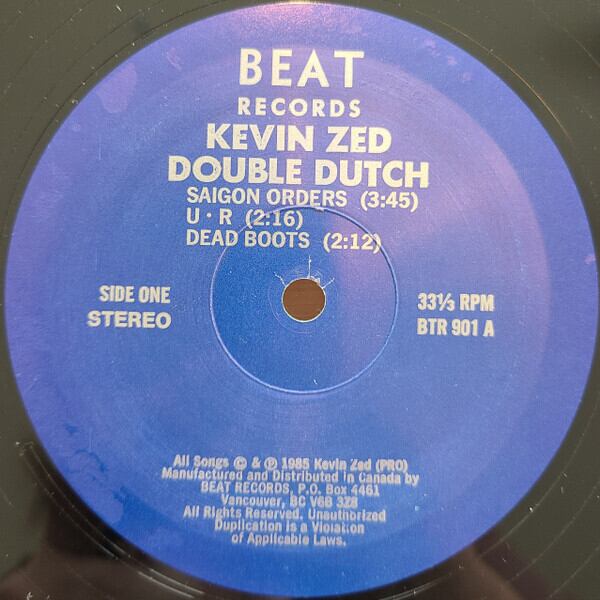 BEAT
RECORDS
KEVIN ZED
DOUBLE DUTCH
SAIGON ORDERS (3:45)
U • R (2:16)
DEAD BOOTS (2:12)
SIDE ONE
STEREO
33⅓ RPM
BTR 901 A
All Songs © & ℗ 1985 Kevin Zed (PRO)
Manufactured and Distributed in Canada by
BEAT RECORDS, P.O. Box 4461
Vancouver, BC V6B 3Z8
All Rights Reserved. Unauthorized
Duplication is a Violation
of Applicable Laws.